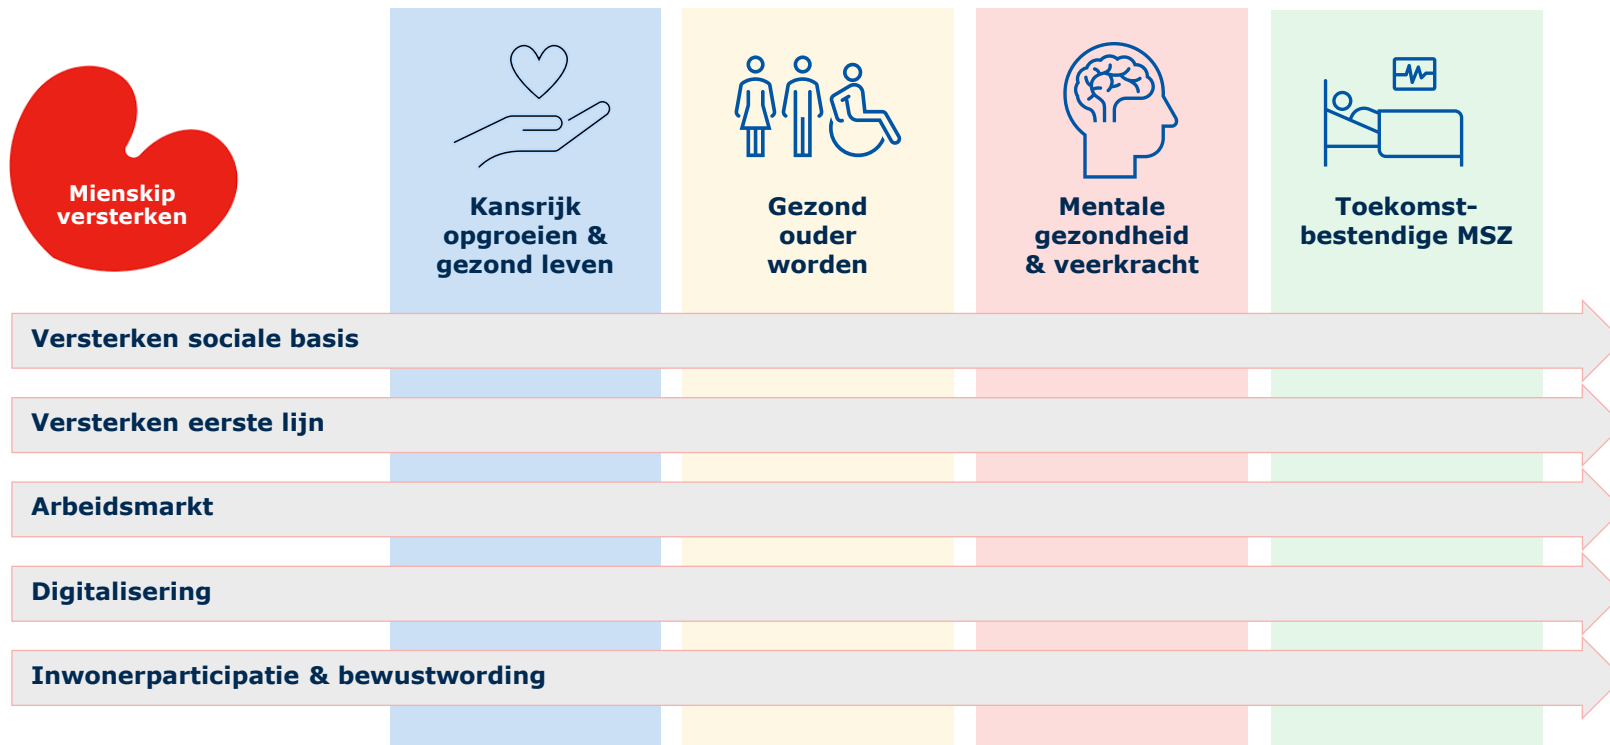 Mienskip
versterken
Kansrijk
opgroeien &
gezond leven
Gezond
ouder
worden
Mentale
gezondheid
& veerkracht
Toekomst-
bestendige MSZ
Versterken sociale basis
Versterken eerste lijn
Arbeidsmarkt
Digitalisering
Inwonerparticipatie & bewustwording